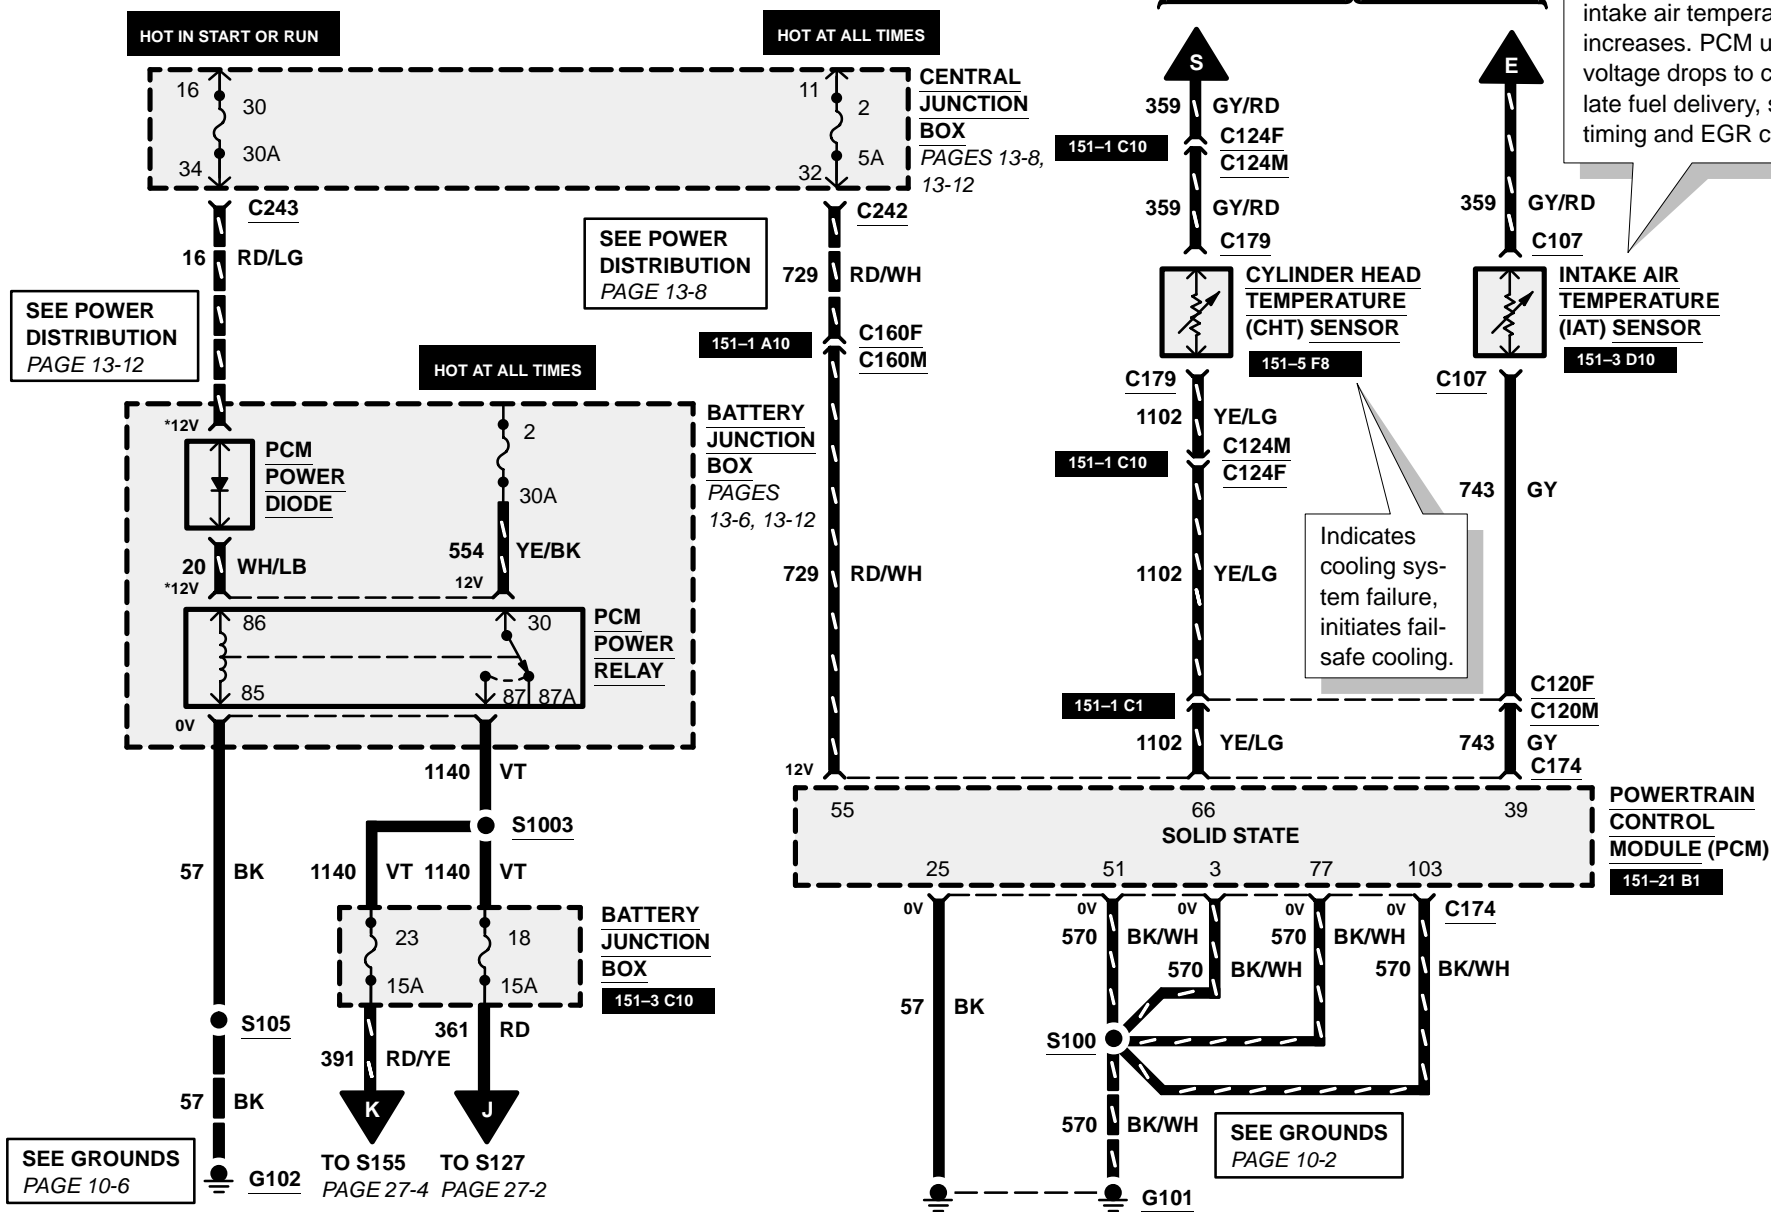 HOT IN START OR RUN
HOT AT ALL TIMES
16
30
30A
34
11
2
5A
32
CENTRAL
JUNCTION
BOX
PAGES 13-8,
13-12
C243
16 RD/LG
SEE POWER
DISTRIBUTION
PAGE 13-12
SEE POWER
DISTRIBUTION
PAGE 13-8
C242
729 RD/WH
151–1 A10
C160F
C160M
729 RD/WH
12V
HOT AT ALL TIMES
*12V
PCM
POWER
DIODE
2
30A
BATTERY
JUNCTION
BOX
PAGES
13-6, 13-12
20 WH/LB
*12V
554 YE/BK
12V
86
30
85
87
87A
PCM
POWER
RELAY
0V
1140 VT
S1003
57 BK
1140 VT
1140 VT
23
15A
18
15A
BATTERY
JUNCTION
BOX
151–3 C10
S105
391 RD/YE
361 RD
57 BK
K
J
SEE GROUNDS
PAGE 10-6
G102
TO S155
PAGE 27-4
TO S127
PAGE 27-2
S
E
359 GY/RD
151–1 C10
C124F
C124M
359 GY/RD
C179
359 GY/RD
C107
intake air tempera
increases. PCM u
voltage drops to c
late fuel delivery, s
timing and EGR c
CYLINDER HEAD
TEMPERATURE
(CHT) SENSOR
151–5 F8
INTAKE AIR
TEMPERATURE
(IAT) SENSOR
151–3 D10
C179
1102 YE/LG
151–1 C10
C124M
C124F
C107
743 GY
1102 YE/LG
Indicates
cooling sys-
tem failure,
initiates fail-
safe cooling.
151–1 C1
C120F
C120M
1102 YE/LG
743 GY
C174
55
66
39
SOLID STATE
25
51
3
77
103
POWERTRAIN
CONTROL
MODULE (PCM)
151–21 B1
0V
0V
0V
0V
0V
C174
570 BK/WH
570 BK/WH
570 BK/WH
570 BK/WH
57 BK
S100
570 BK/WH
SEE GROUNDS
PAGE 10-2
G101